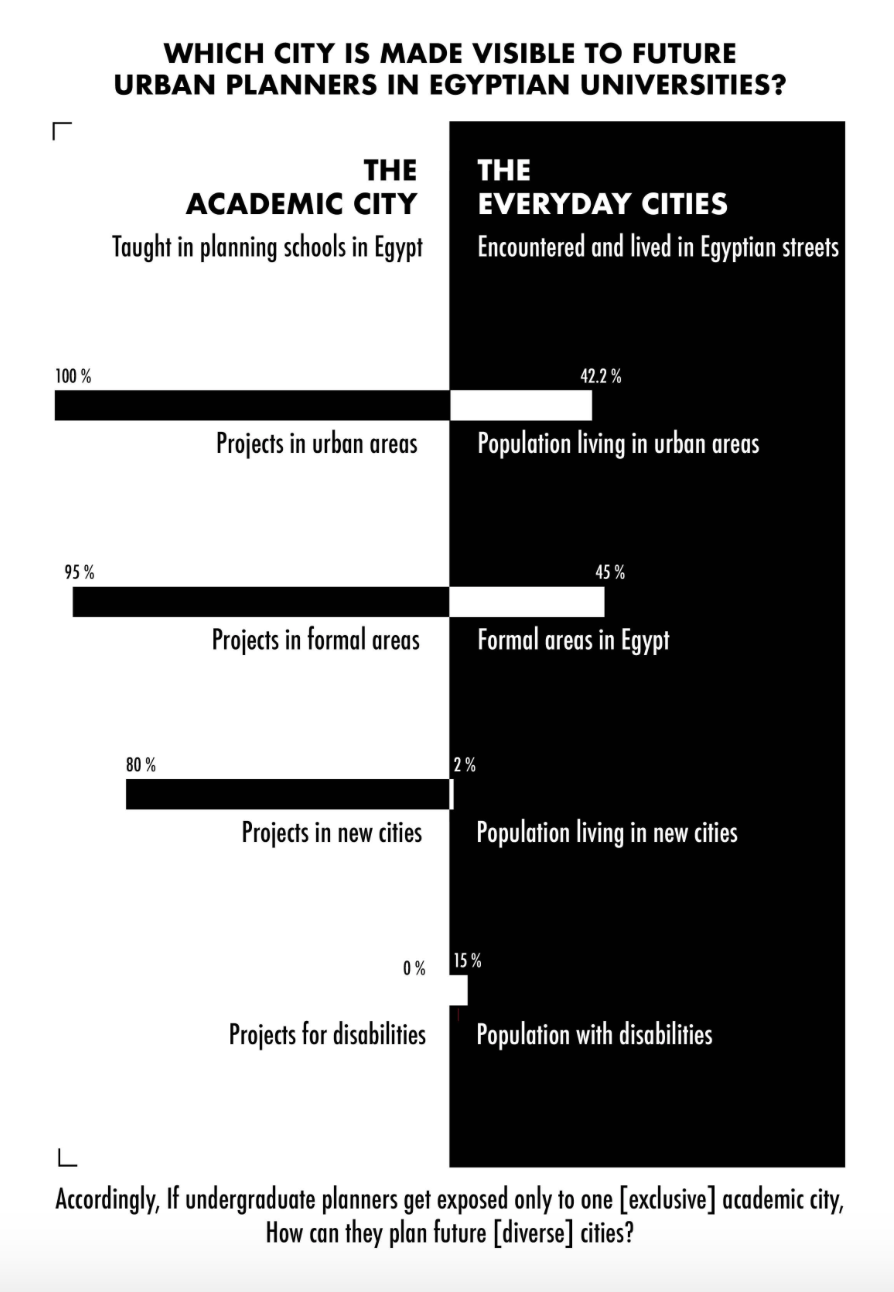 WHICH CITY IS MADE VISIBLE TO FUTURE
URBAN PLANNERS IN EGYPTIAN UNIVERSITIES?
THE
ACADEMIC CITY
Taught in planning schools in Egypt
THE
EVERYDAY CITIES
Encountered and lived in Egyptian streets
100 %
42.2 %
Projects in urban areas
Population living in urban areas
95 %
45 %
Projects in formal areas
Formal areas in Egypt
80 %
2 %
Projects in new cities
Population living in new cities
0 %
15 %
Projects for disabilities
Population with disabilities
Accordingly, If undergraduate planners get exposed only to one [exclusive] academic city,
How can they plan future [diverse] cities?